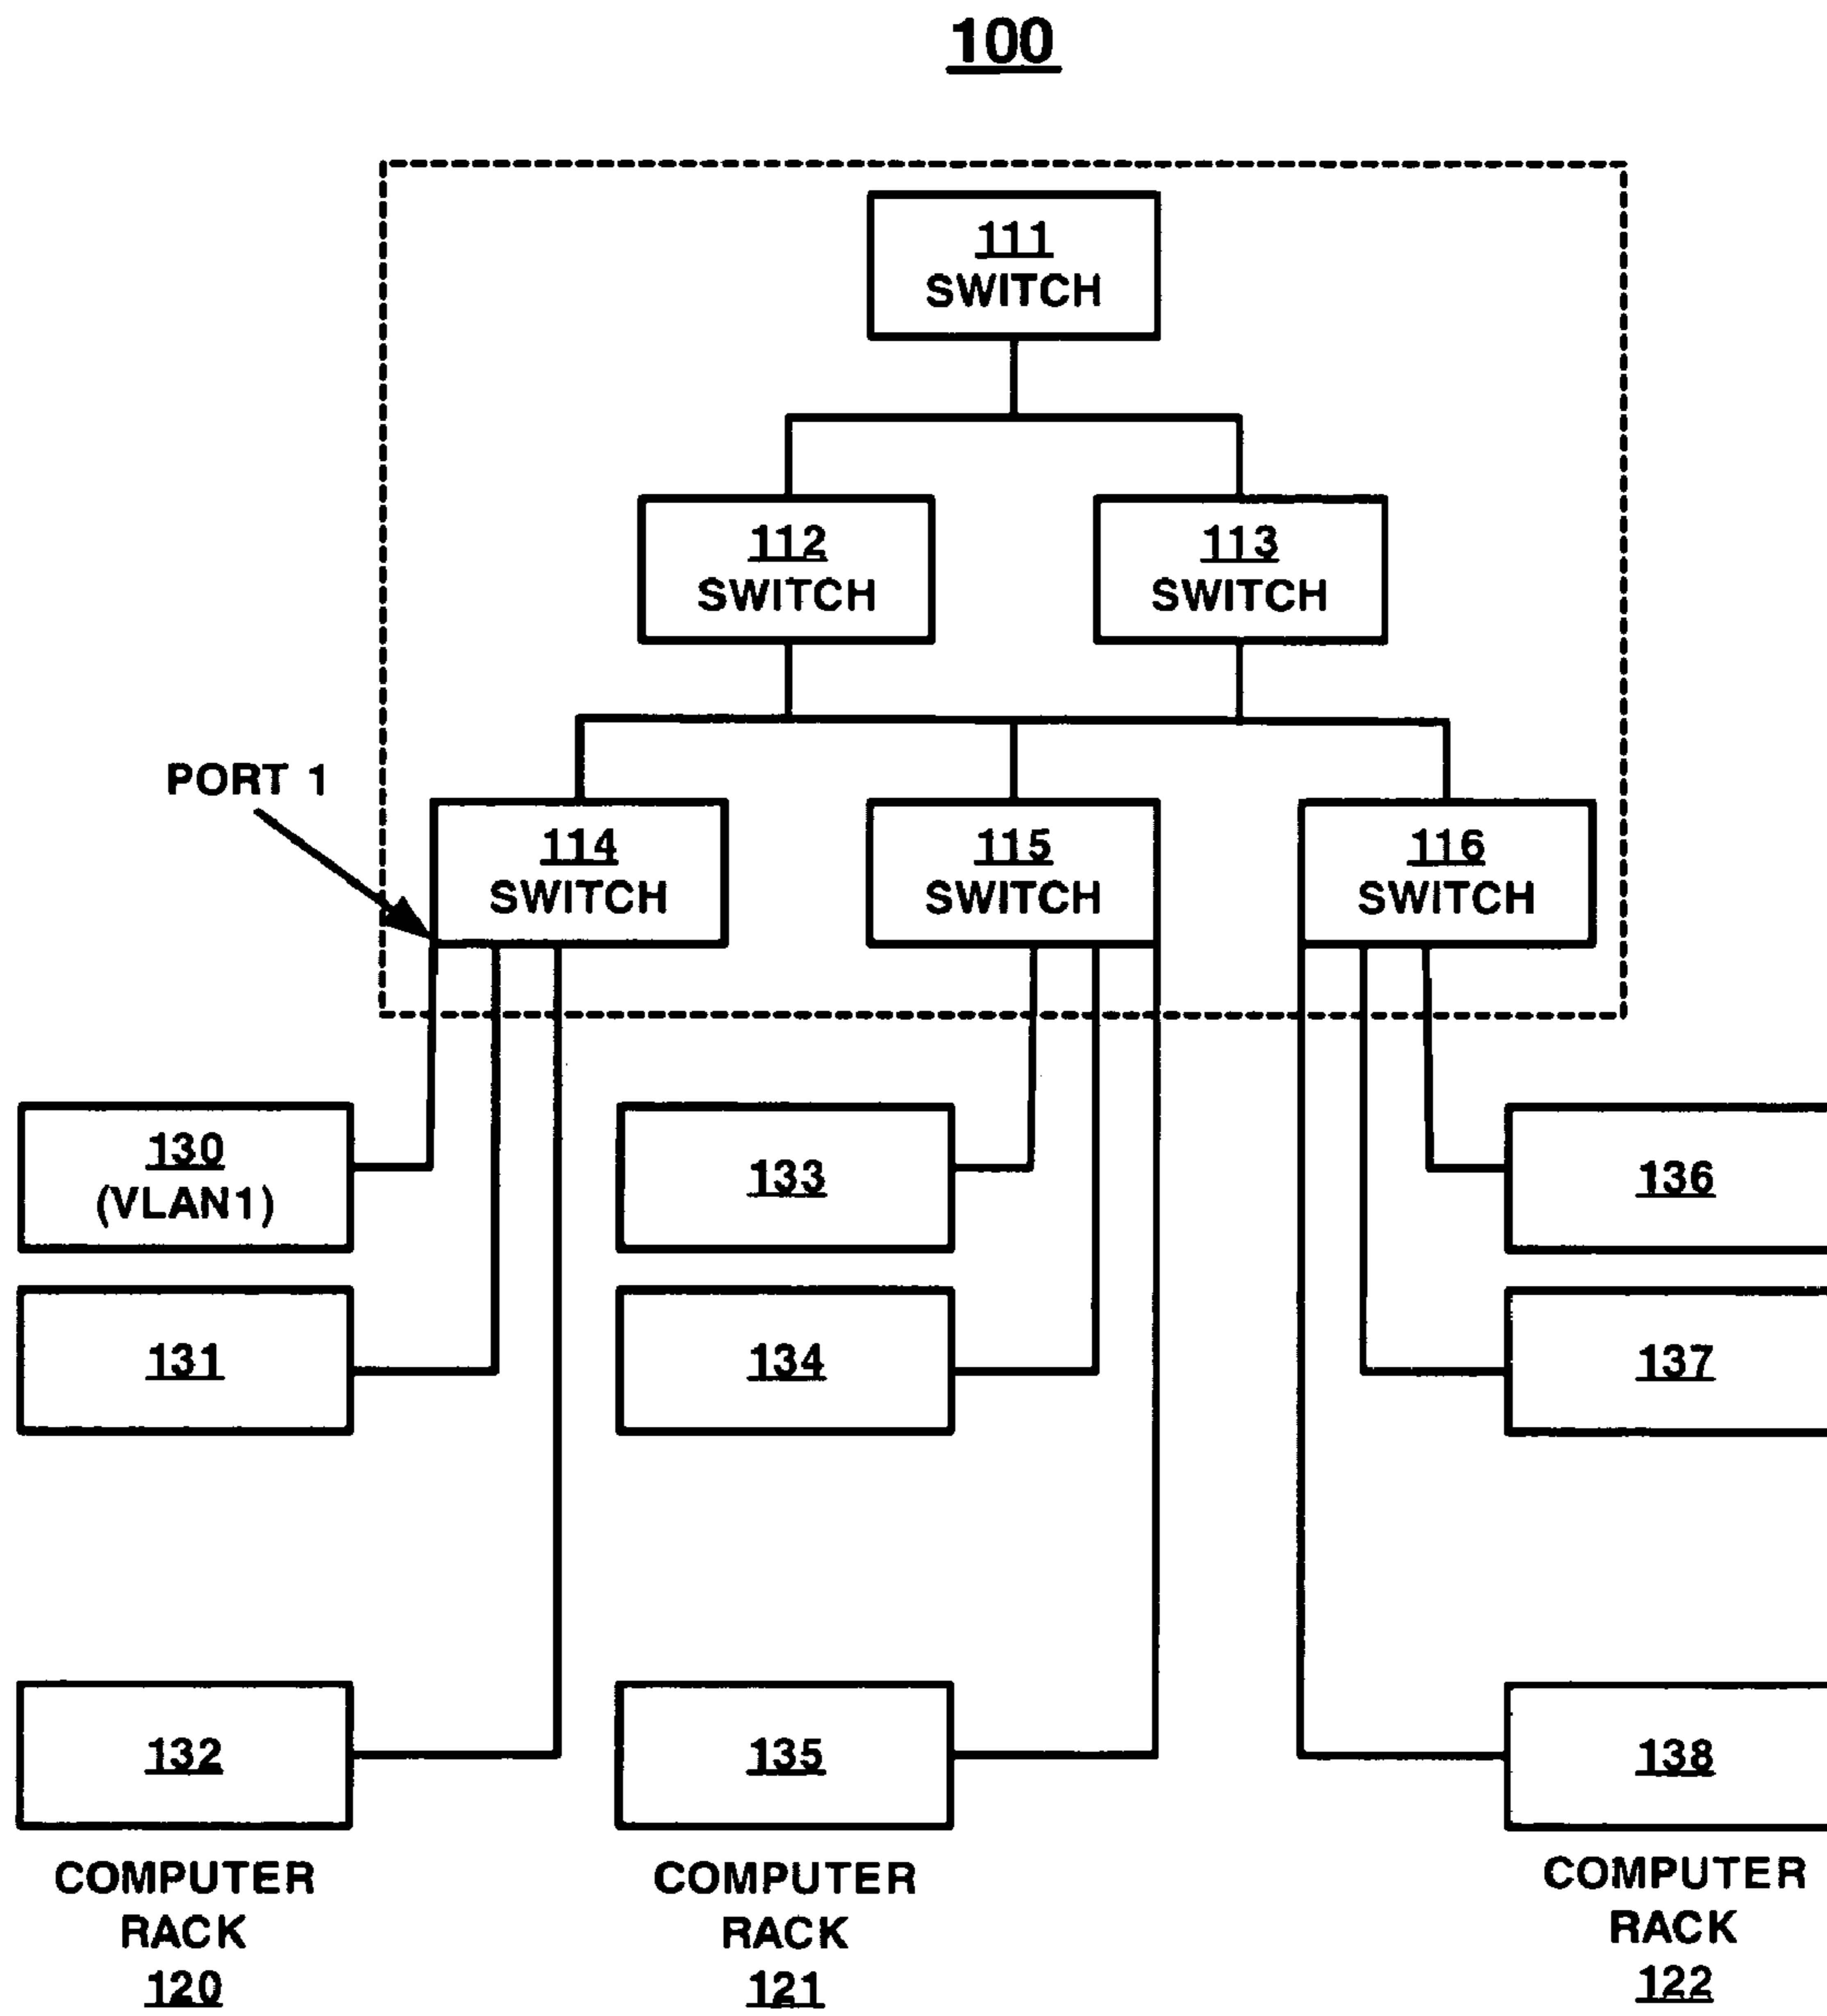 100
111
SWITCH
112
SWITCH
113
SWITCH
PORT 1
114
SWITCH
115
SWITCH
116
SWITCH
130
(VLAN1)
133
136
131
134
137
132
135
138
COMPUTER
RACK
120
COMPUTER
RACK
121
COMPUTER
RACK
122